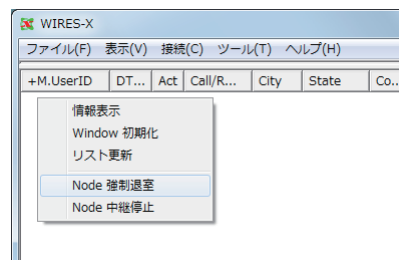 WIRES-X
ファイル(F) 表示(V) 接続(C) ツール(T) ヘルプ(H)
+M.UserID DT... Act Call/R... City State Co..
情報表示
Window 初期化
リスト更新
Node 強制退室
Node 中継停止